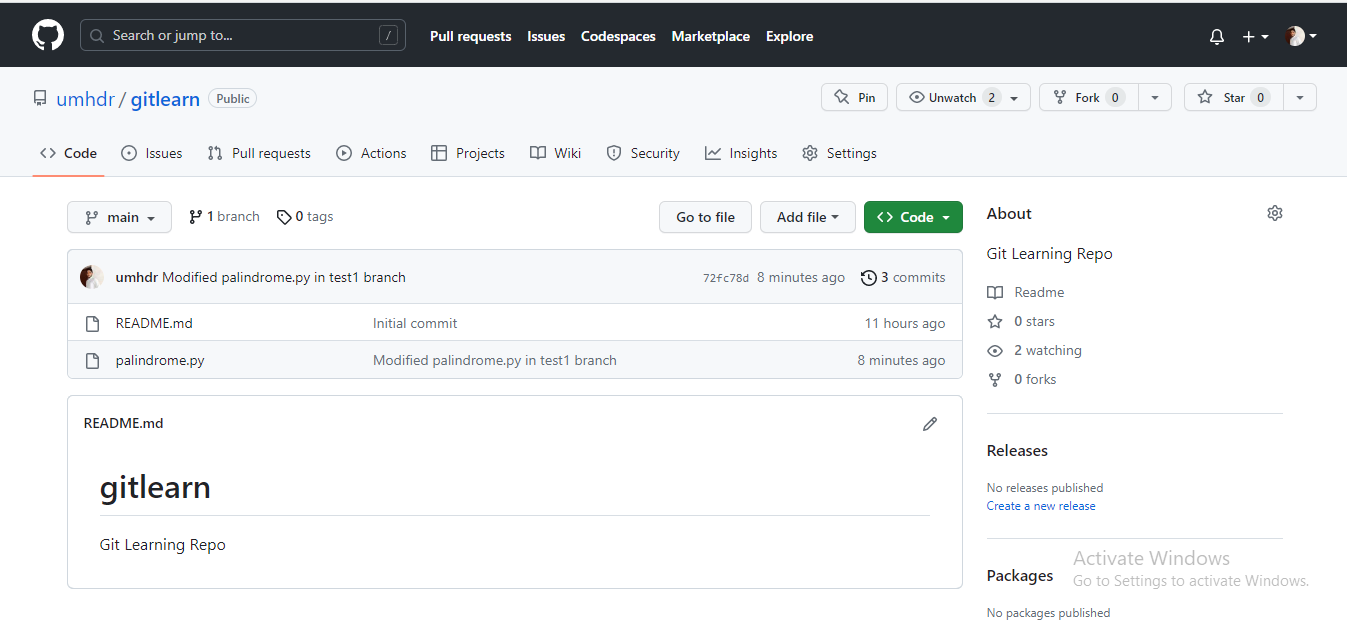 Search or jump to... /
Pull requests Issues Codespaces Marketplace Explore
umhdr / gitlearn Public
Pin Unwatch 2 Fork 0 Star 0
Code Issues Pull requests Actions Projects Wiki Security Insights Settings
main 1 branch 0 tags Go to file Add file Code
umhdr Modified palindrome.py in test1 branch 72fc78d 8 minutes ago 3 commits
README.md Initial commit 11 hours ago
palindrome.py Modified palindrome.py in test1 branch 8 minutes ago
README.md
gitlearn
Git Learning Repo
About
Git Learning Repo
Readme
0 stars
2 watching
0 forks
Releases
No releases published
Create a new release
Packages
No packages published
Activate Windows
Go to Settings to activate Windows.